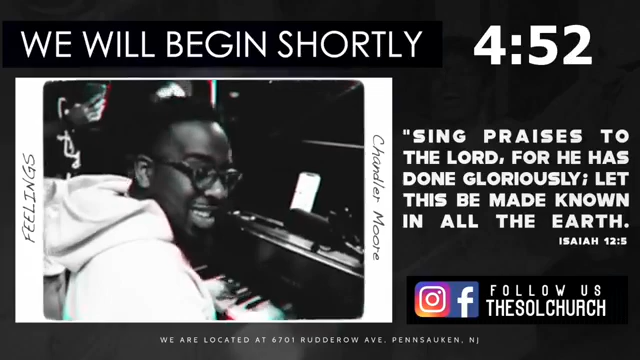 WE WILL BEGIN SHORTLY
4:52
FEELINGS
Chandler Moore
"SING PRAISES TO
THE LORD, FOR HE HAS
DONE GLORIOUSLY; LET
THIS BE MADE KNOWN
IN ALL THE EARTH.
ISAIAH 12:5
FOLLOW US
THESOLCHURCH
WE ARE LOCATED AT 6701 RUDDEROW AVE. PENNSAUKEN, NJ